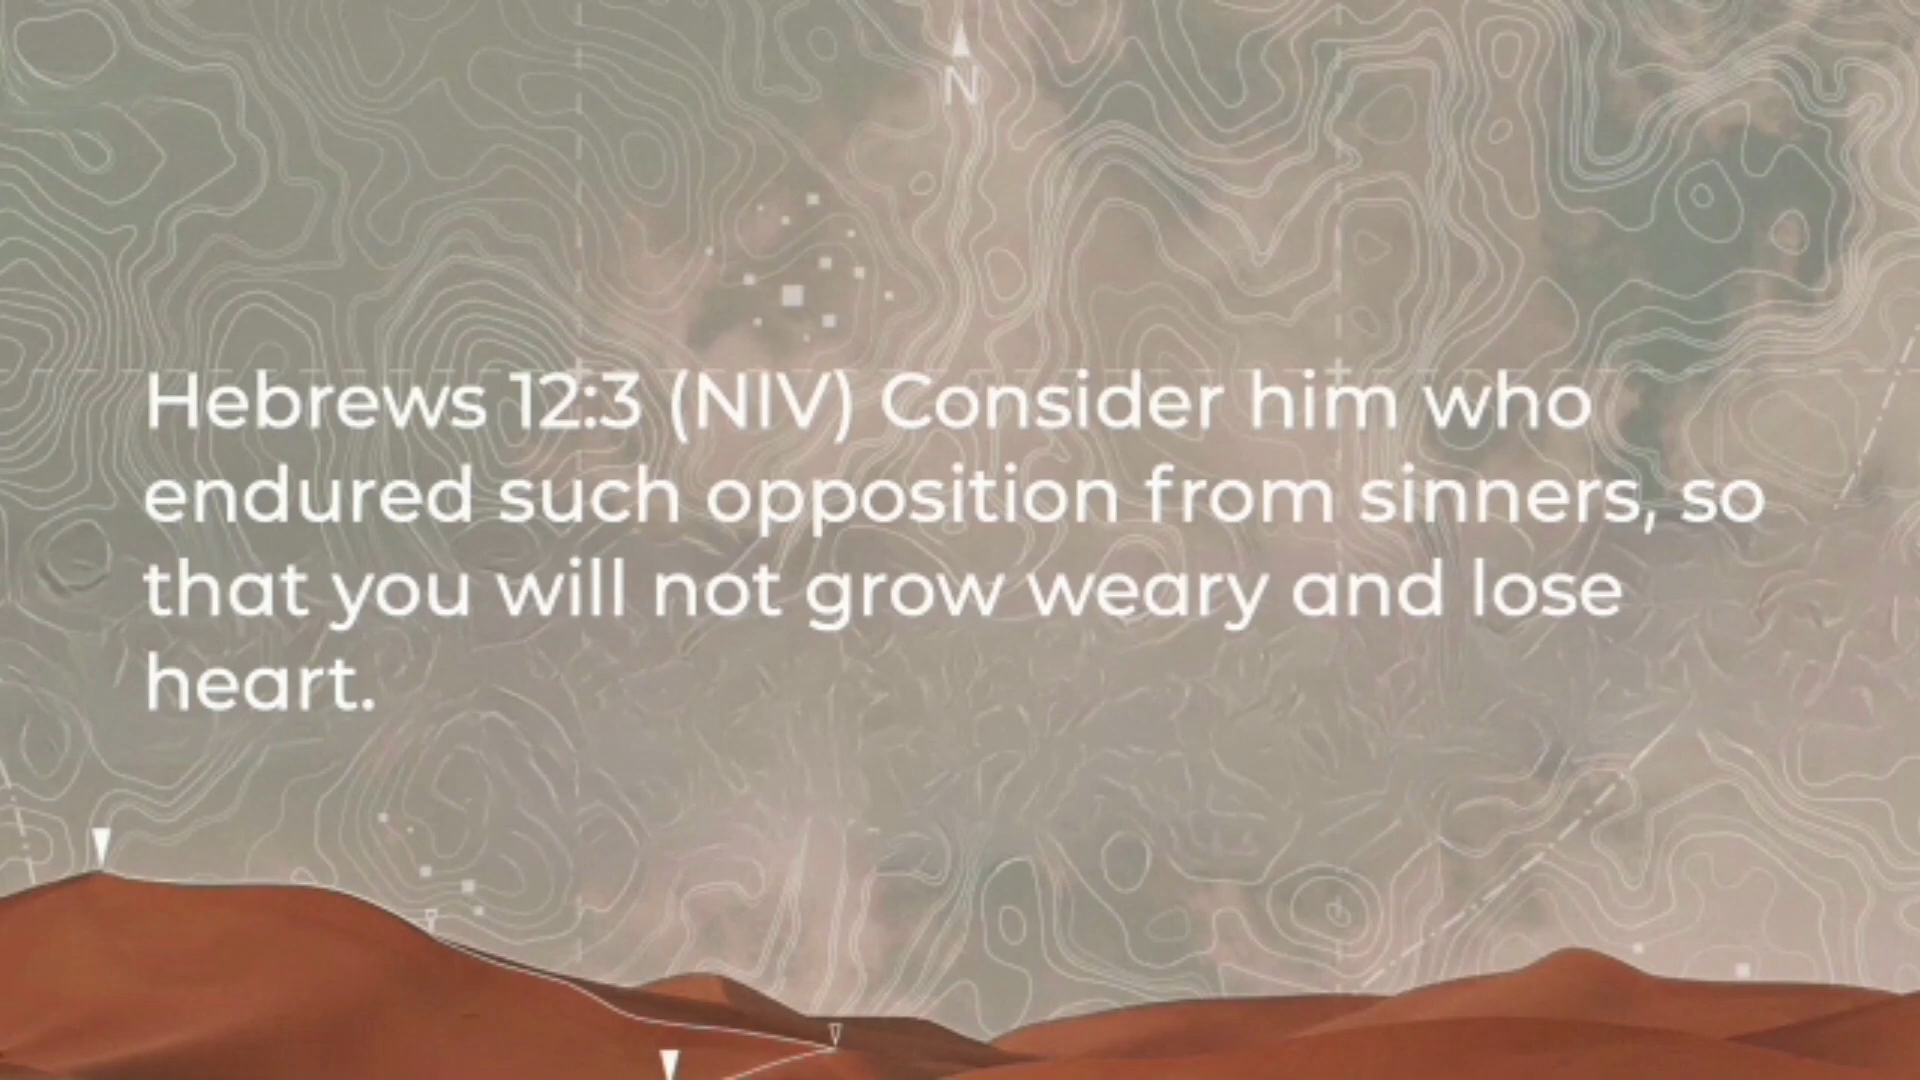 N
Hebrews 12:3 (NIV) Consider him who
endured such opposition from sinners, so
that you will not grow weary and lose
heart.